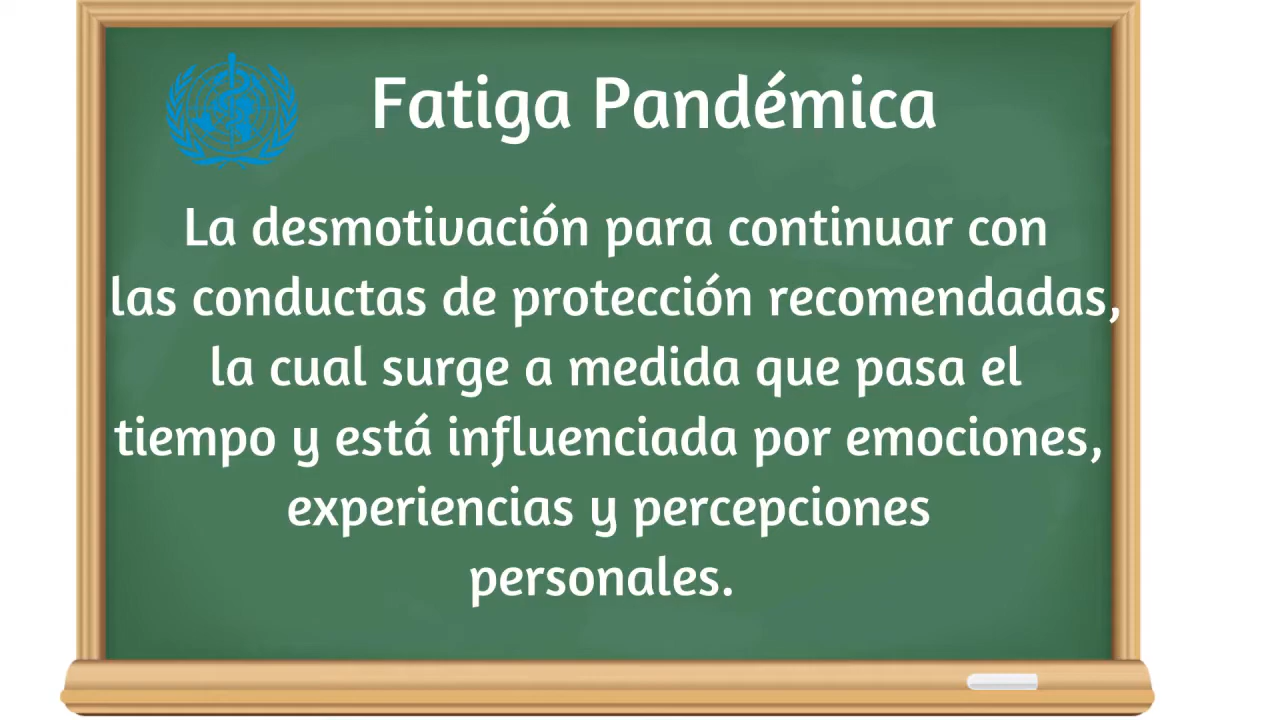 Fatiga Pandémica
La desmotivación para continuar con
las conductas de protección recomendadas,
la cual surge a medida que pasa el
tiempo y está influenciada por emociones,
experiencias y percepciones
personales.